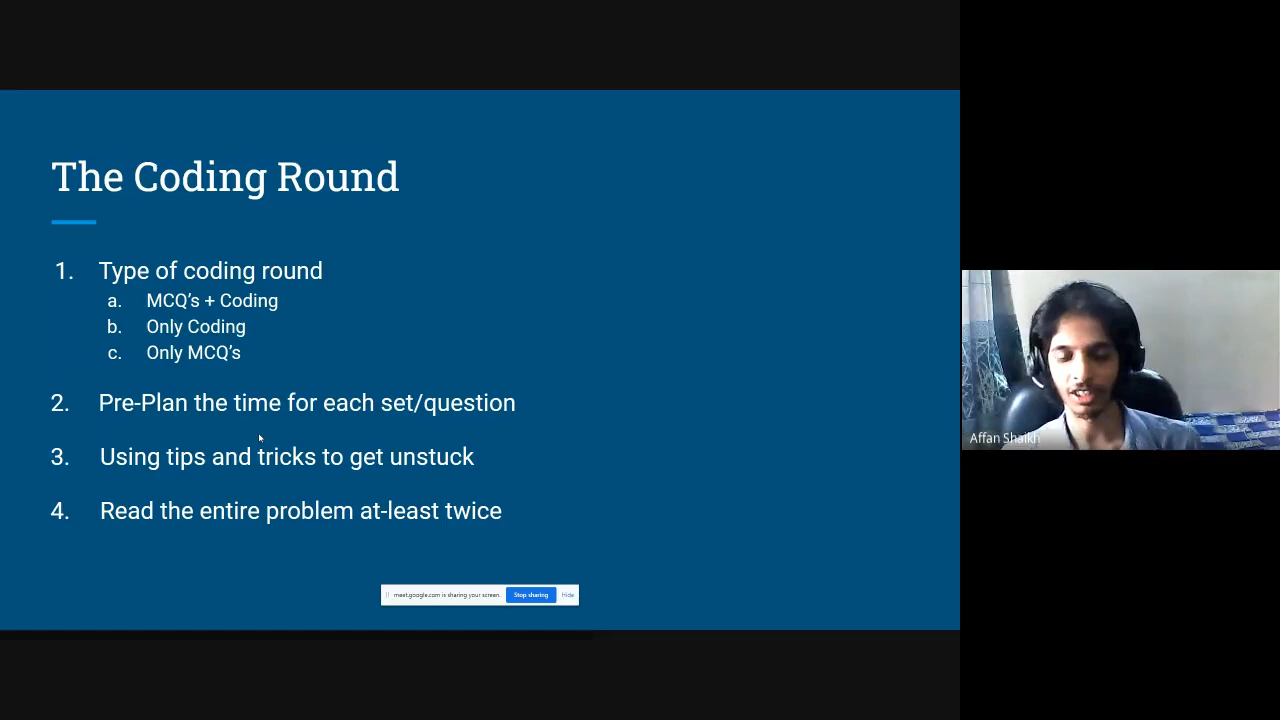 The Coding Round
1. Type of coding round
a. MCQ’s + Coding
b. Only Coding
c. Only MCQ’s
2. Pre-Plan the time for each set/question
3. Using tips and tricks to get unstuck
4. Read the entire problem at-least twice
meet.google.com is sharing your screen. Stop sharing Hide
Affan Shaikh